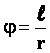 φ = ℓ/r